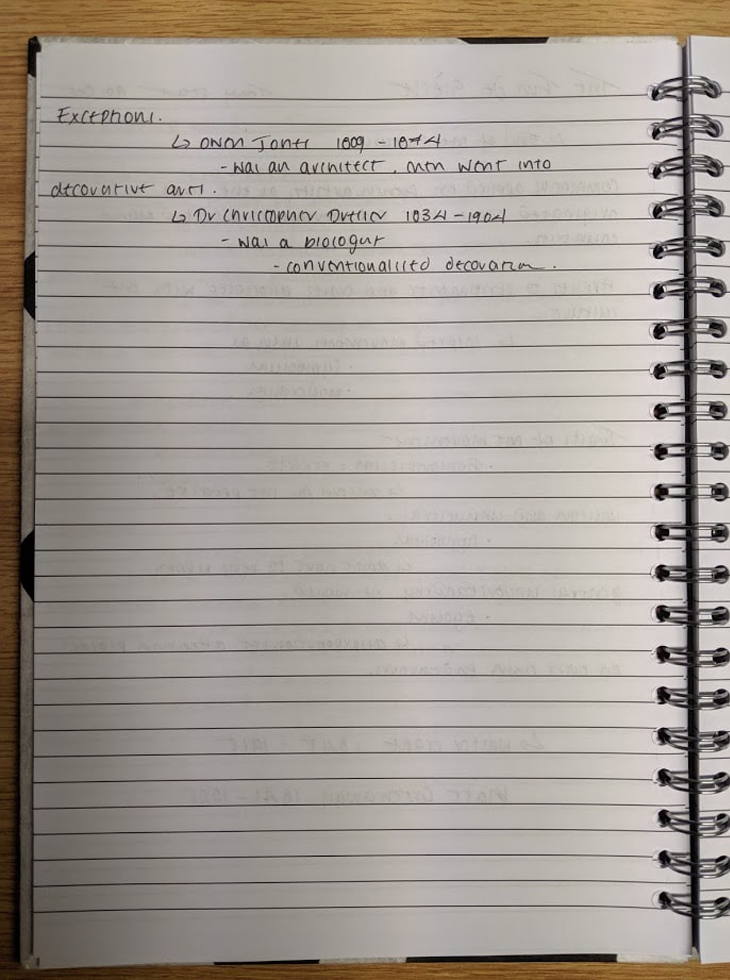 Exceptions.
↳ Owen Jones 1809 - 1874
- was an architect, then went into
decorative arts.
↳ Dr Christopher Dresser 1834 - 1904
- was a biologist
- conventionalised decoration.